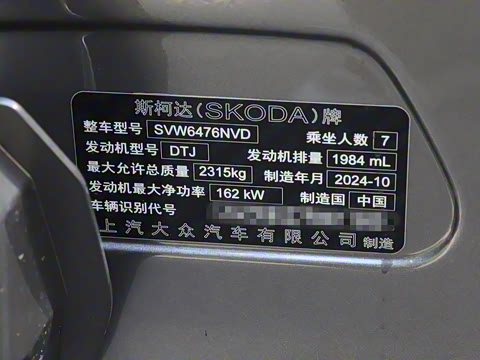 斯柯达(SKODA)牌
整车型号 SVW6476NVD 乘坐人数 7
发动机型号 DTJ 发动机排量 1984 mL
最大允许总质量 2315kg 制造年月 2024-10
发动机最大净功率 162 kW 制造国 中国
车辆识别代号
上汽大众汽车有限公司 制造